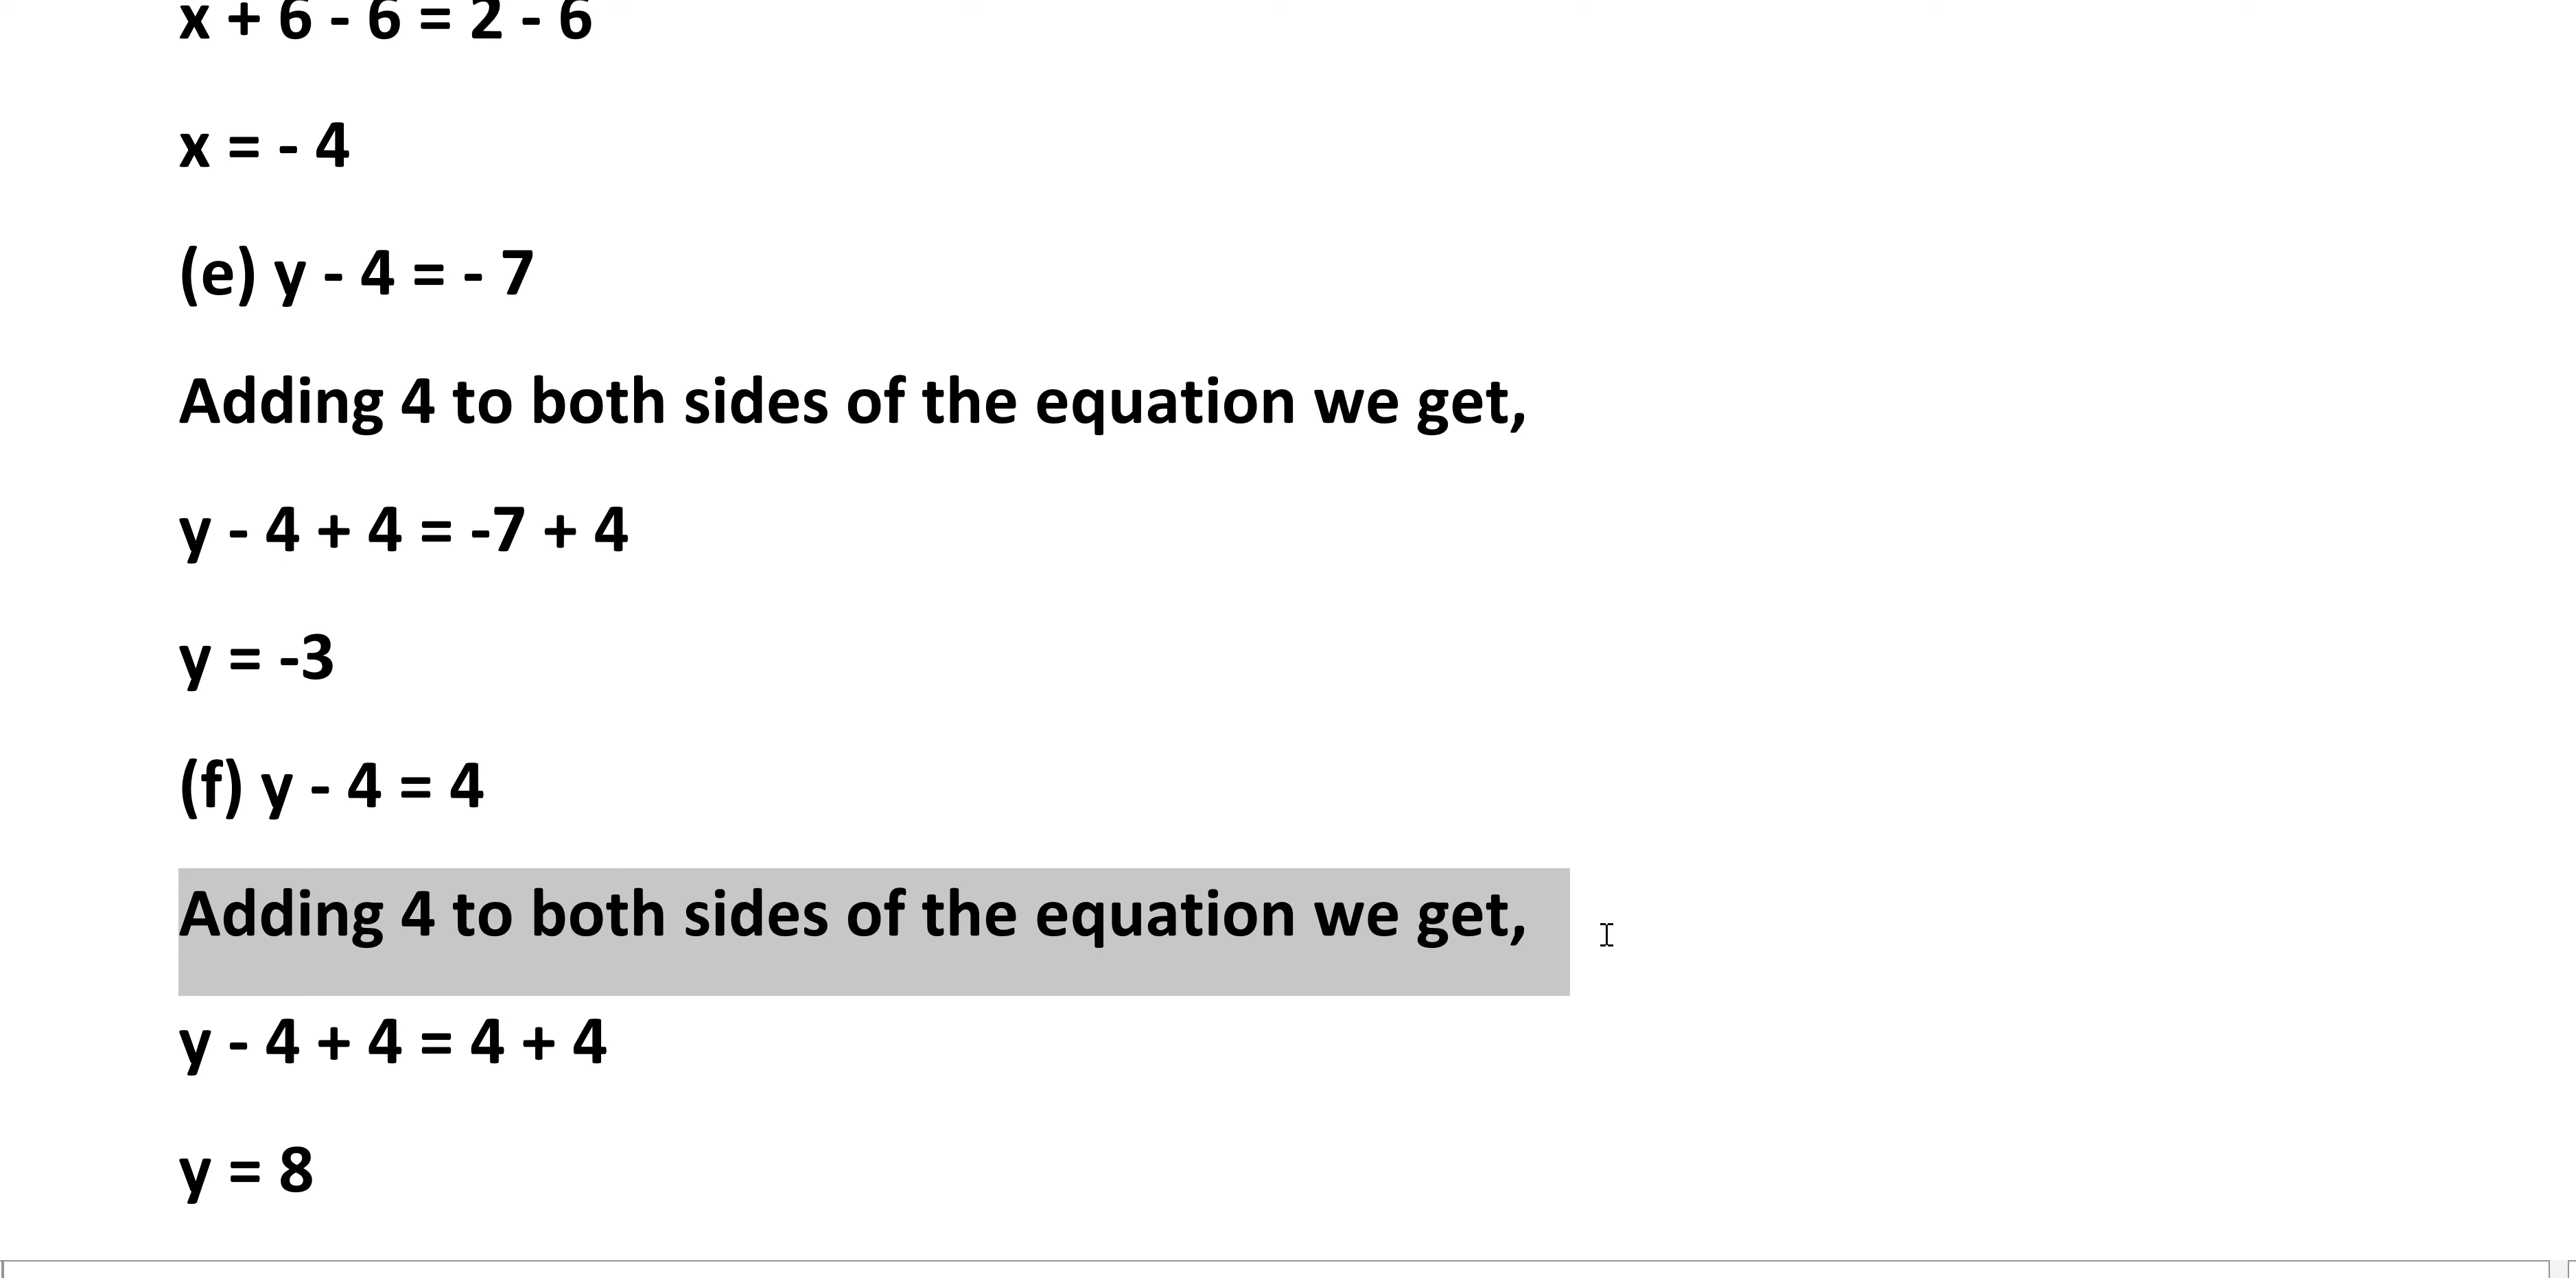 x + 6 - 6 = 2 - 6
x = - 4
(e) y - 4 = - 7
Adding 4 to both sides of the equation we get,
y - 4 + 4 = -7 + 4
y = -3
(f) y - 4 = 4
Adding 4 to both sides of the equation we get,
y - 4 + 4 = 4 + 4
y = 8